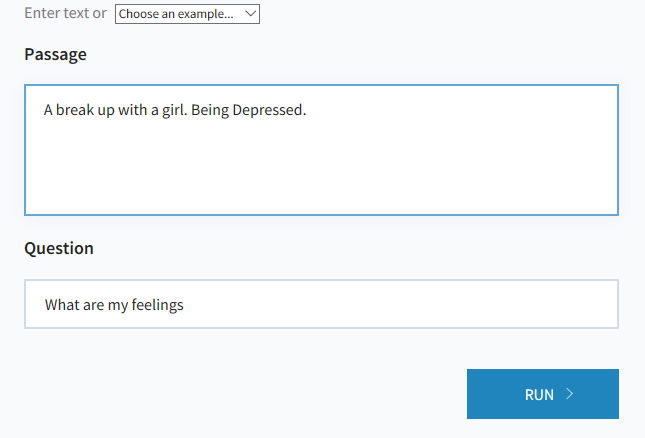 Enter text or Choose an example...
Passage
A break up with a girl. Being Depressed.
Question
What are my feelings
RUN